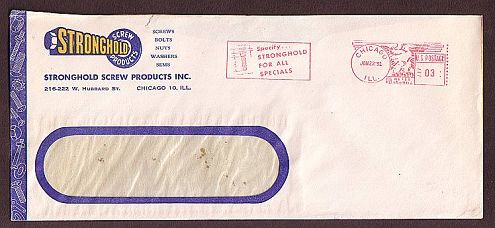 STRONGHOLD
SCREW
PRODUCTS
SCREWS
BOLTS
NUTS
WASHERS
SEMS
STRONGHOLD SCREW PRODUCTS INC.
216-222 W. HUBBARD ST. CHICAGO 10, ILL.
Specify...
STRONGHOLD
FOR ALL
SPECIALS
CHICAGO
ILL.
U.S. POSTAGE
03